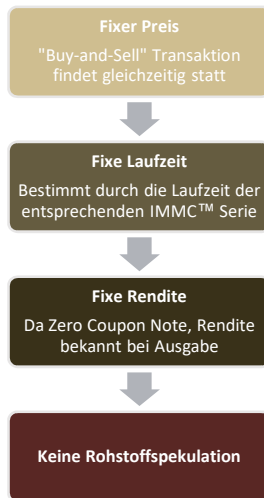 Fixer Preis
"Buy-and-Sell" Transaktion
findet gleichzeitig statt
Fixe Laufzeit
Bestimmt durch die Laufzeit der
entsprechenden IMMC™ Serie
Fixe Rendite
Da Zero Coupon Note, Rendite
bekannt bei Ausgabe
Keine Rohstoffspekulation